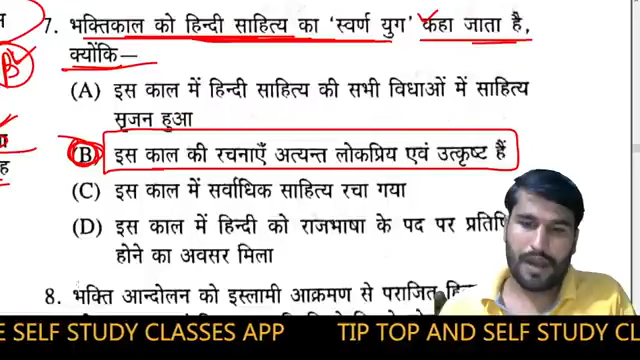 7. भक्तिकाल को हिन्दी साहित्य का 'स्वर्ण युग' कहा जाता है,
क्योंकि—
(A) इस काल में हिन्दी साहित्य की सभी विधाओं में साहित्य
सृजन हुआ
(B) इस काल की रचनाएँ अत्यन्त लोकप्रिय एवं उत्कृष्ट हैं
(C) इस काल में सर्वाधिक साहित्य रचा गया
(D) इस काल में हिन्दी को राजभाषा के पद पर
होने का अवसर मिला
8. भक्ति आन्दोलन को इस्लामी आक्रमण से पराजित
SELF STUDY CLASSES APP TIP TOP AND SELF STUDY